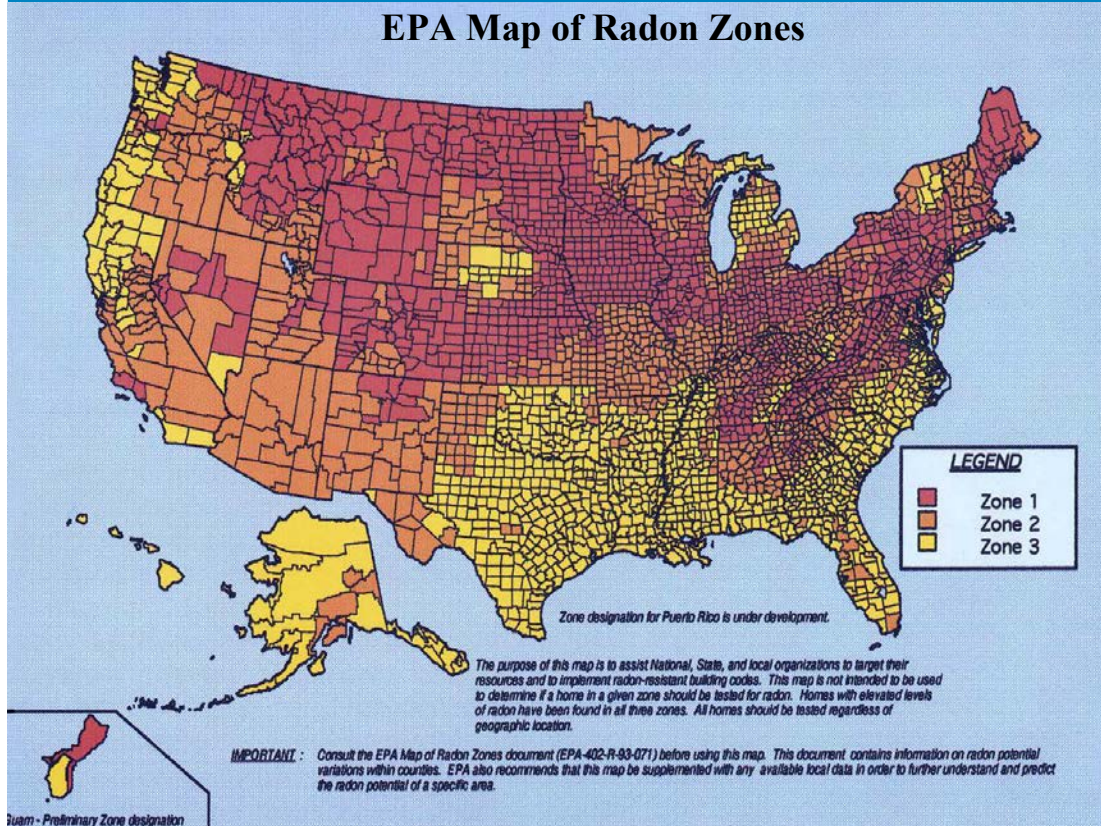 EPA Map of Radon Zones
LEGEND
Zone 1
Zone 2
Zone 3
Zone designation for Puerto Rico is under development.
The purpose of this map is to assist National, State, and local organizations to target their
resources and to implement radon-resistant building codes. This map is not intended to be used
to determine if a home in a given zone should be tested for radon. Homes with elevated levels
of radon have been found in all three zones. All homes should be tested regardless of
geographic location.
IMPORTANT : Consult the EPA Map of Radon Zones document (EPA-402-R-93-071) before using this map. This document contains information on radon potential
variations within counties. EPA also recommends that this map be supplemented with any available local data in order to further understand and predict
the radon potential of a specific area.
Guam - Preliminary Zone designation